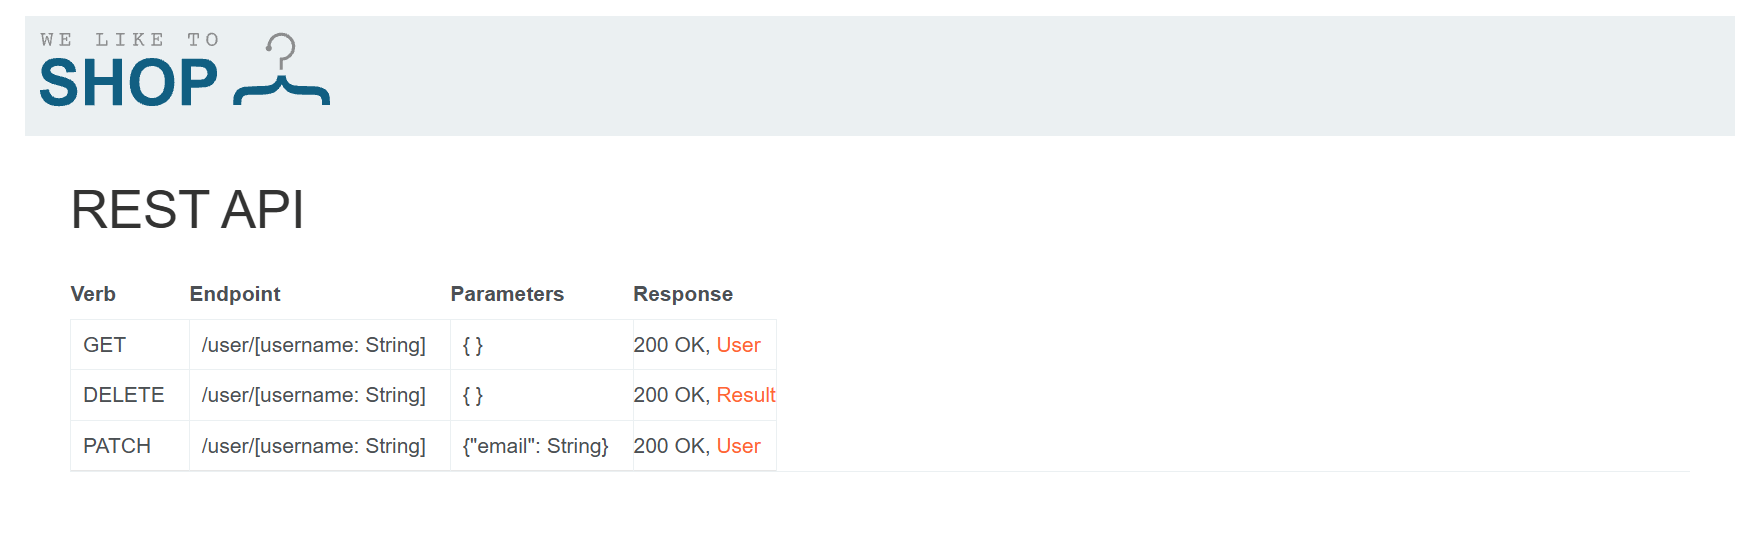 WE LIKE TO
SHOP
REST API
Verb Endpoint Parameters Response
GET /user/[username: String] { } 200 OK, User
DELETE /user/[username: String] { } 200 OK, Result
PATCH /user/[username: String] {"email": String} 200 OK, User